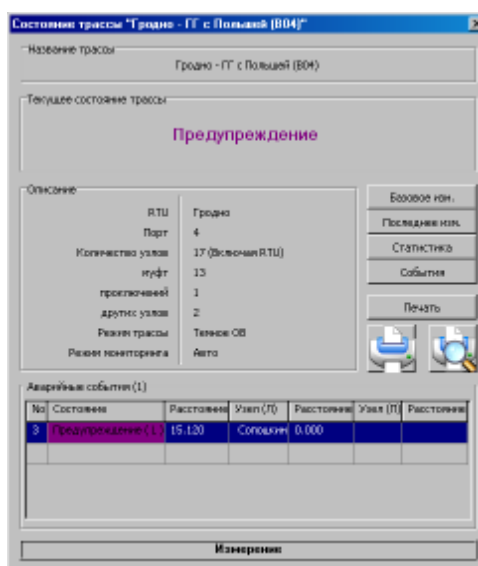 Состояние трассы "Гродно - ГГ с Польшей (B04)"
Название трассы
Гродно - ГГ с Польшей (B04)
Текущее состояние трассы
Предупреждение
Описание
RTU Гродно
Порт 4
Количество узлов 17 (Включая RTU)
муфт 13
проключений 1
других узлов 2
Режим трассы Темное ОВ
Режим мониторинга Авто
Базовое изм.
Последнее изм.
Статистика
События
Печать
Аварийные события (1)
No Состояние Расстояние Узел (Л) Расстояние Узел (П) Расстояние
3 Предупреждение ( L ) 15.120 Сопоцкин 0.000
Измерение